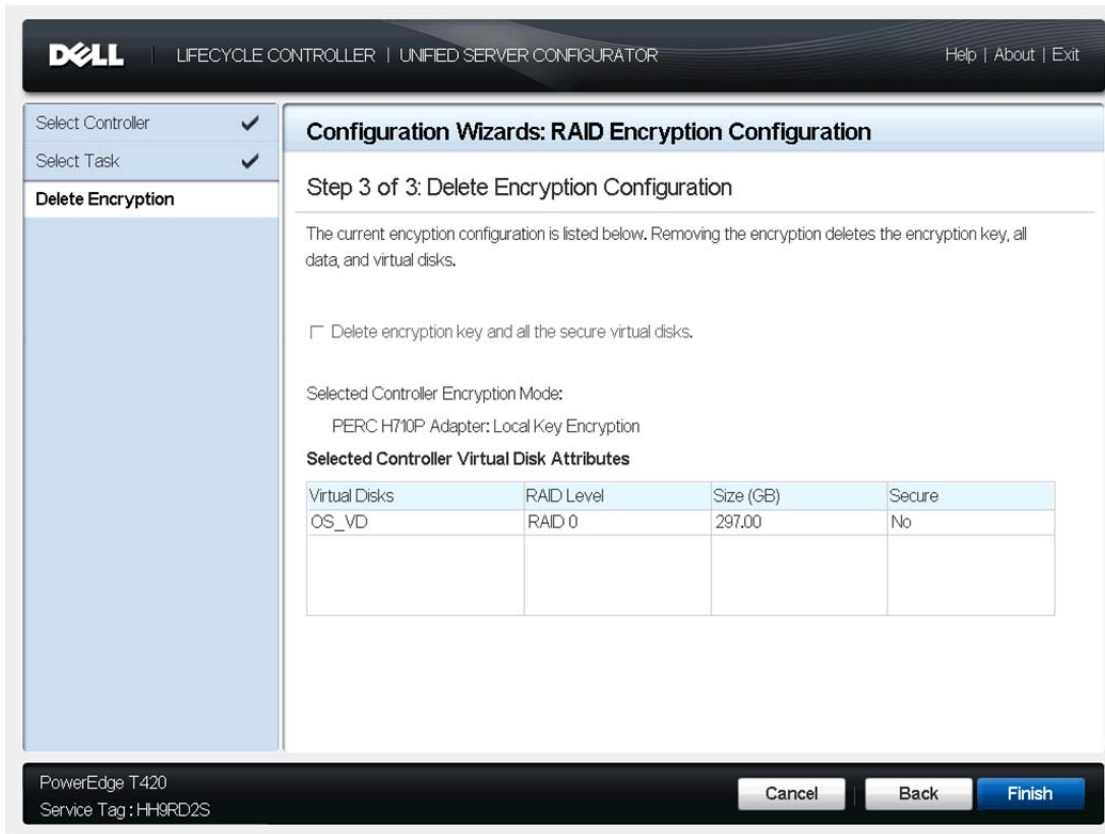 DELL LIFECYCLE CONTROLLER | UNIFIED SERVER CONFIGURATOR Help | About | Exit
Select Controller
Select Task
Delete Encryption
Configuration Wizards: RAID Encryption Configuration
Step 3 of 3: Delete Encryption Configuration
The current encyption configuration is listed below. Removing the encryption deletes the encryption key, all
data, and virtual disks.
Delete encryption key and all the secure virtual disks.
Selected Controller Encryption Mode:
PERC H710P Adapter: Local Key Encryption
Selected Controller Virtual Disk Attributes
Virtual Disks RAID Level Size (GB) Secure
OS_VD RAID 0 297.00 No
PowerEdge T420
Service Tag : HH9RD2S
Cancel Back Finish